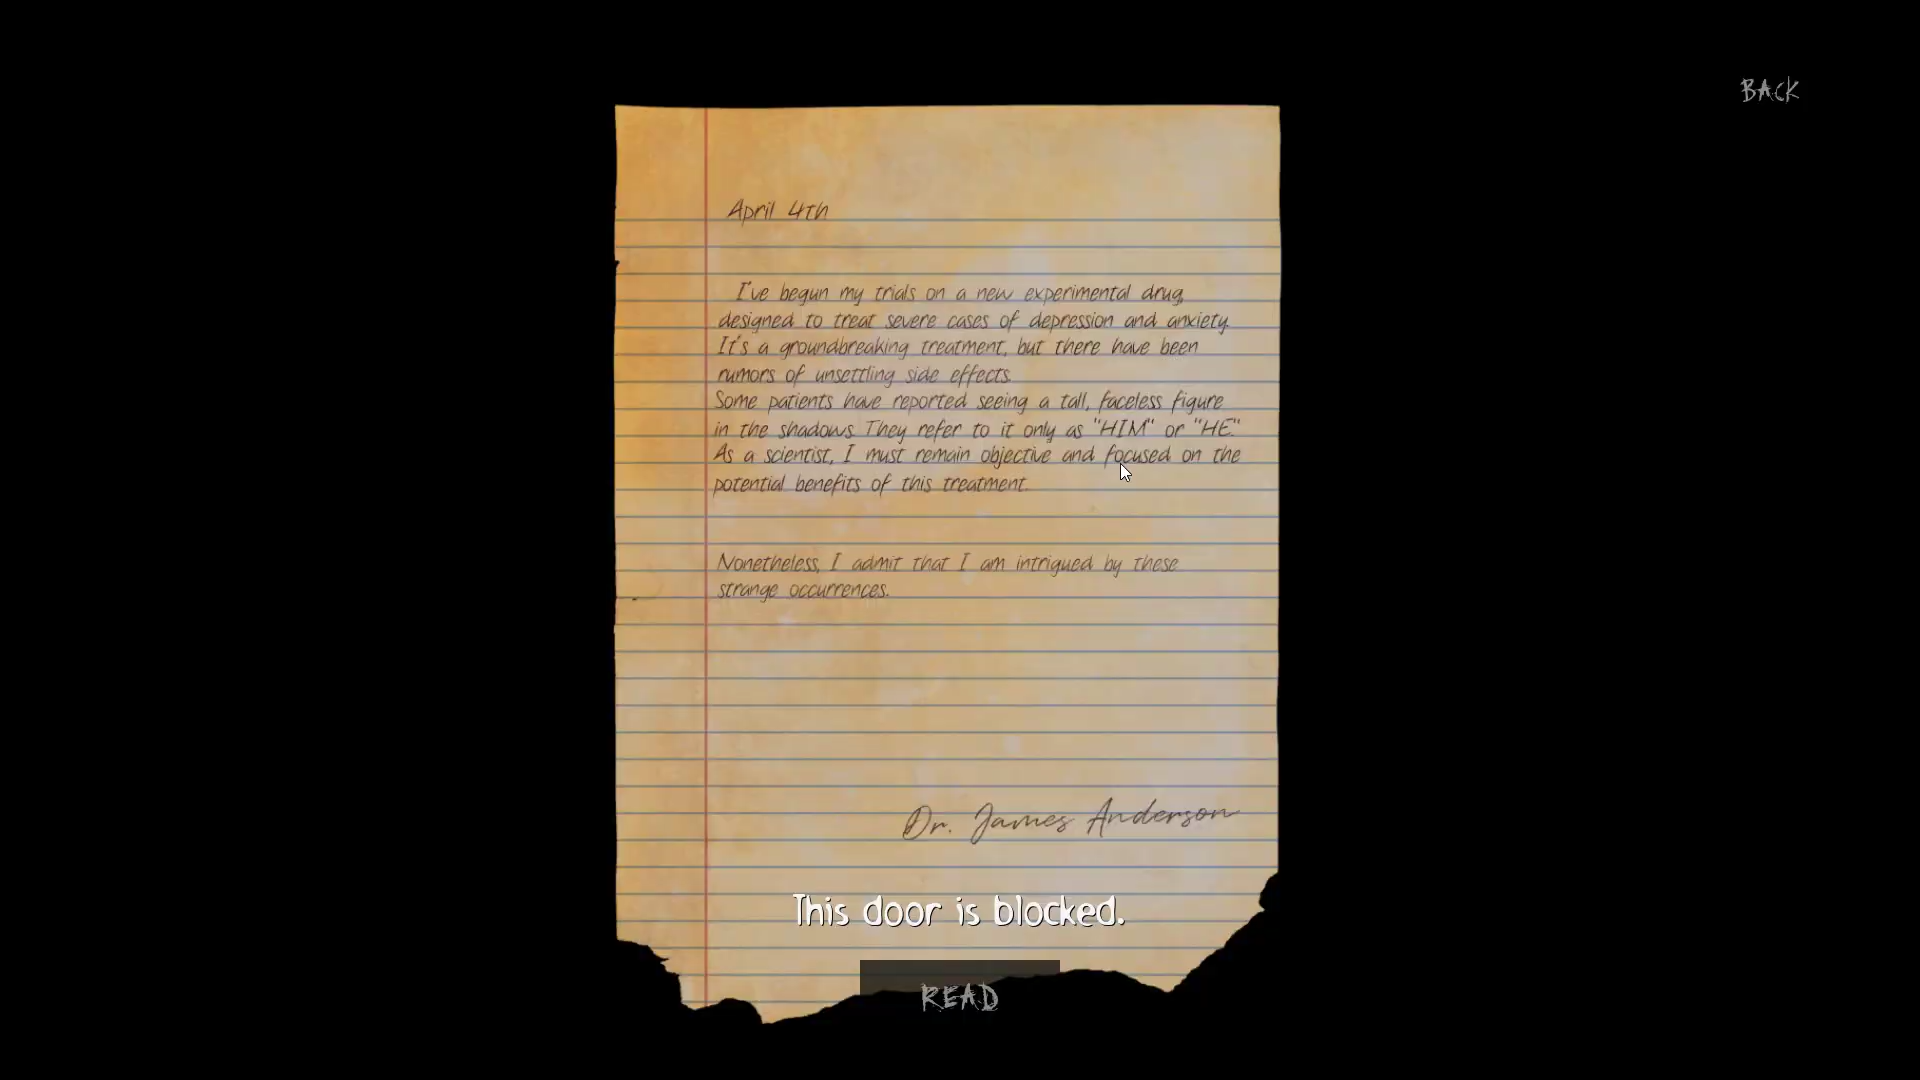 BACK
April 4th
I've begun my trials on a new experimental drug,
designed to treat severe cases of depression and anxiety.
It's a groundbreaking treatment, but there have been
rumors of unsettling side effects.
Some patients have reported seeing a tall, faceless figure
in the shadows. They refer to it only as "HIM" or "HE."
As a scientist, I must remain objective and focused on the
potential benefits of this treatment.
Nonetheless, I admit that I am intrigued by these
strange occurrences.
Dr. James Anderson
This door is blocked.
READ